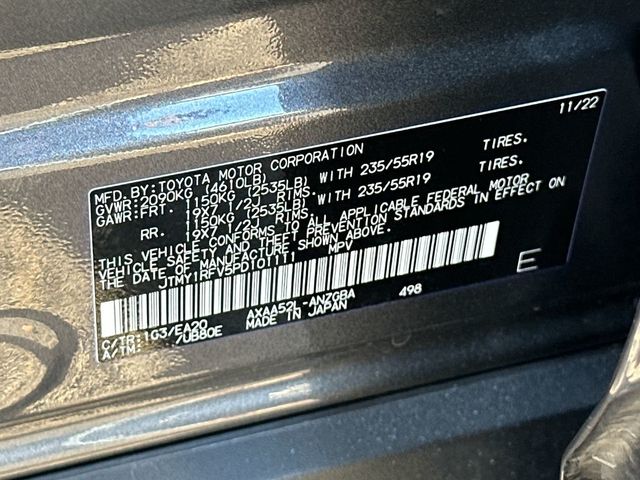 11/22
MFD.BY:TOYOTA MOTOR CORPORATION
GVWR:2090KG (4610LB)
GAWR:FRT. 1150KG (2535LB) WITH 235/55R19 TIRES.
19X7 1/2J RIMS.
RR. 1150KG (2535LB) WITH 235/55R19 TIRES.
19X7 1/2J RIMS.
THIS VEHICLE CONFORMS TO ALL APPLICABLE FEDERAL MOTOR
VEHICLE SAFETY AND THEFT STANDARDS IN EFFECT ON
THE DATE OF MANUFACTURE SHOWN ABOVE.
MPV
E
C/TR:1G3/EA20 AXAA52L-ANZGBA 498
A/TM: /UB80E MADE IN JAPAN